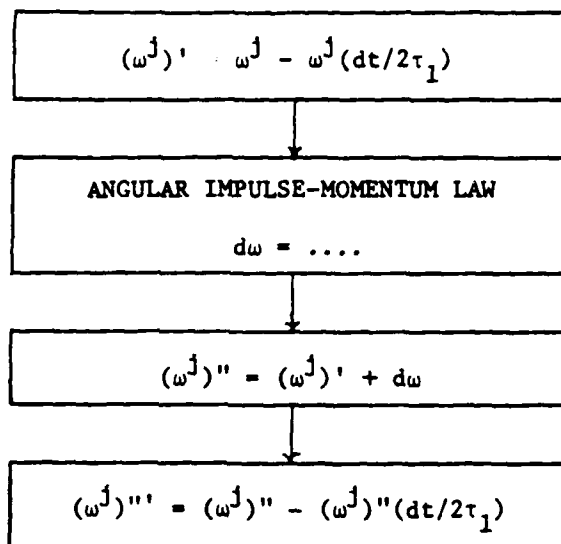 (ω^j)' ω^j - ω^j(dt/2τ_1)
ANGULAR IMPULSE-MOMENTUM LAW
dω = ....
(ω^j)" = (ω^j)' + dω
(ω^j)"' = (ω^j)" - (ω^j)"(dt/2τ_1)